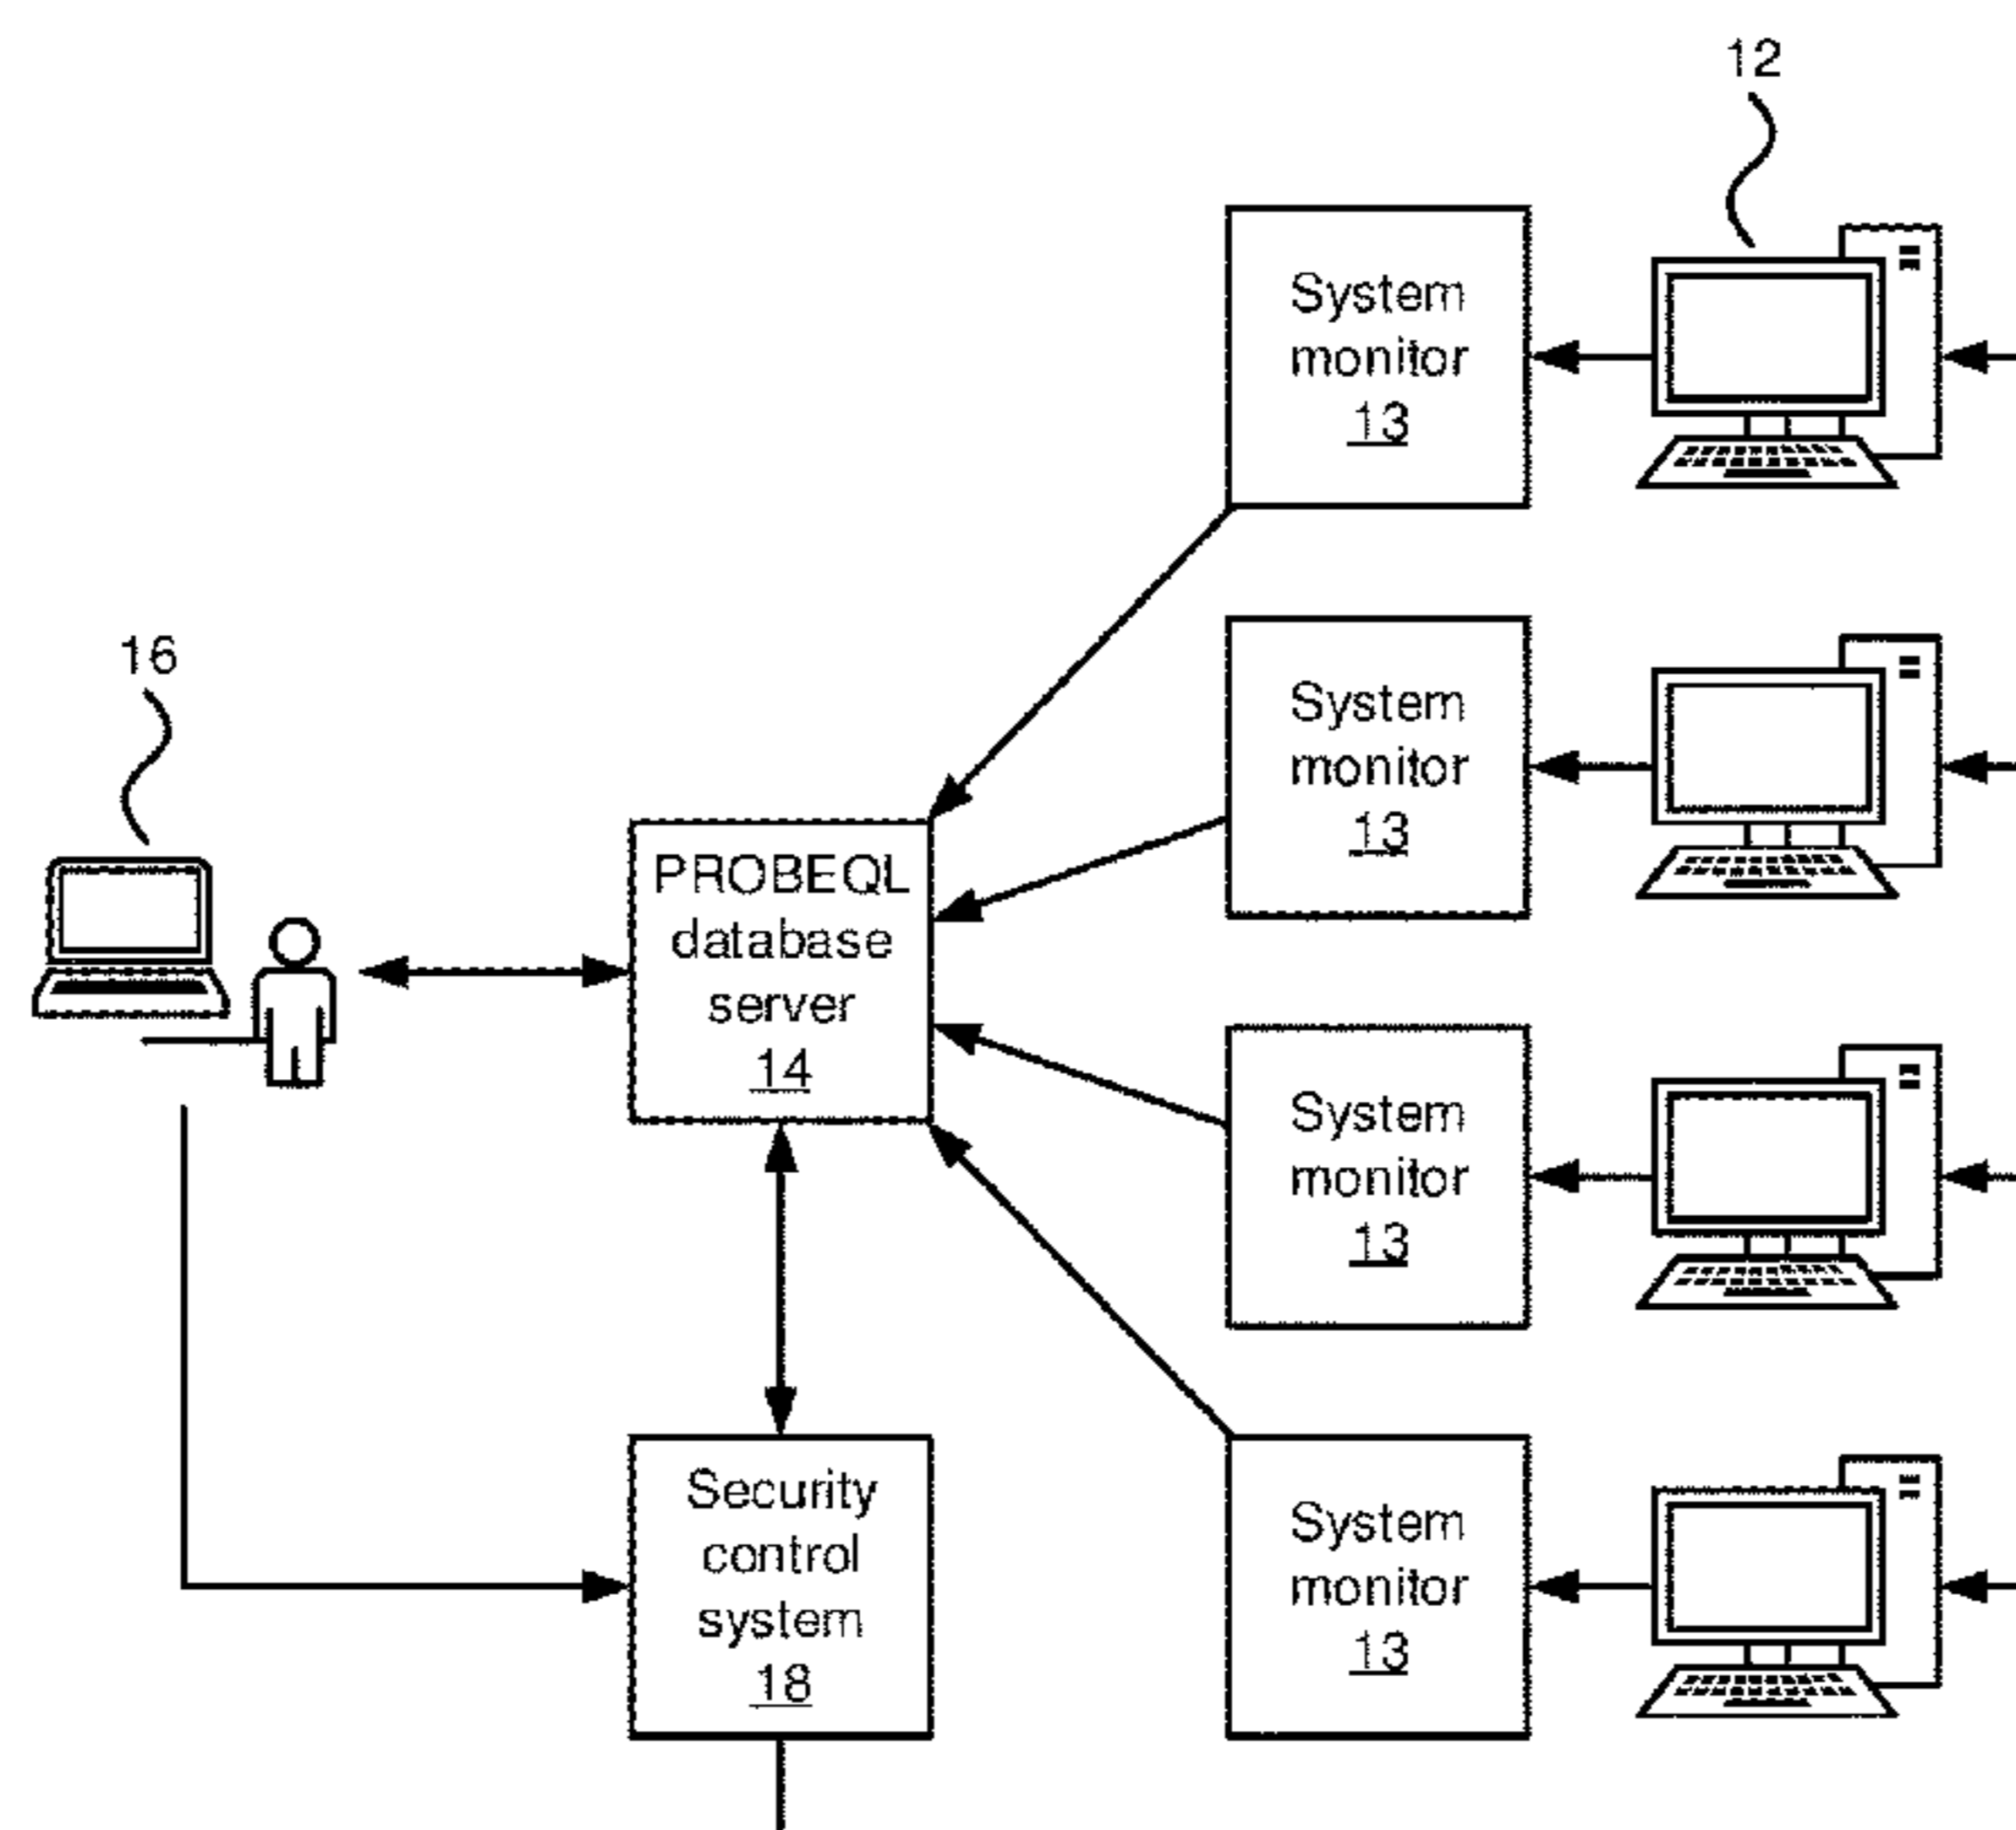 12
System
monitor
13
16
System
monitor
13
PROBEQL
database
server
14
System
monitor
13
Security
control
system
18
System
monitor
13